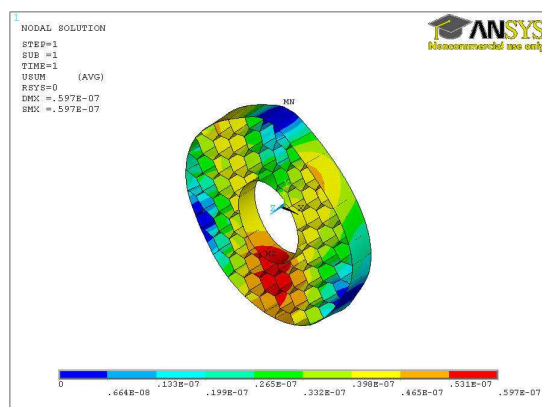 1
NODAL SOLUTION
STEP=1
SUB =1
TIME=1
USUM (AVG)
RSYS=0
DMX =.597E-07
SMX =.597E-07
ANSYS
Noncommercial use only
MN
Z X
0 .133E-07 .265E-07 .398E-07 .531E-07
.664E-08 .199E-07 .332E-07 .465E-07 .597E-07